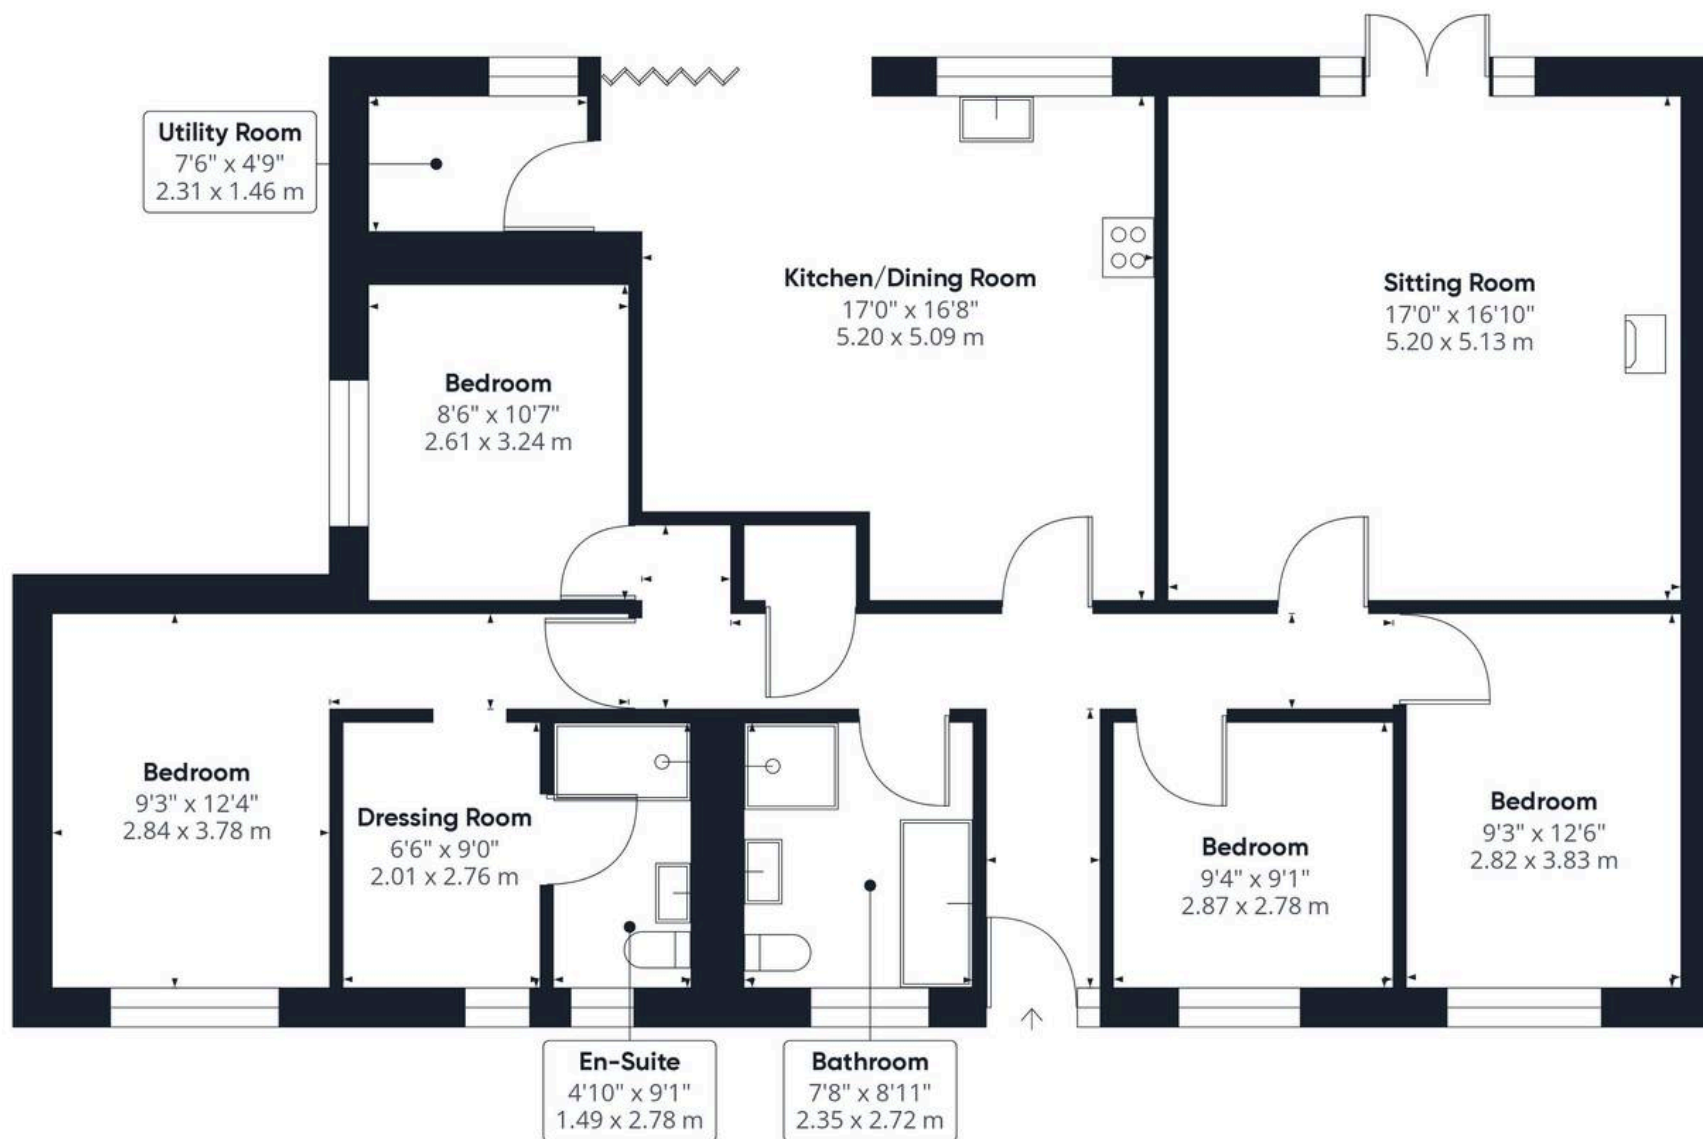 Utility Room
7'6" x 4'9"
2.31 x 1.46 m
Kitchen/Dining Room
17'0" x 16'8"
5.20 x 5.09 m
Sitting Room
17'0" x 16'10"
5.20 x 5.13 m
Bedroom
8'6" x 10'7"
2.61 x 3.24 m
Bedroom
9'3" x 12'4"
2.84 x 3.78 m
Dressing Room
6'6" x 9'0"
2.01 x 2.76 m
Bedroom
9'4" x 9'1"
2.87 x 2.78 m
Bedroom
9'3" x 12'6"
2.82 x 3.83 m
En-Suite
4'10" x 9'1"
1.49 x 2.78 m
Bathroom
7'8" x 8'11"
2.35 x 2.72 m